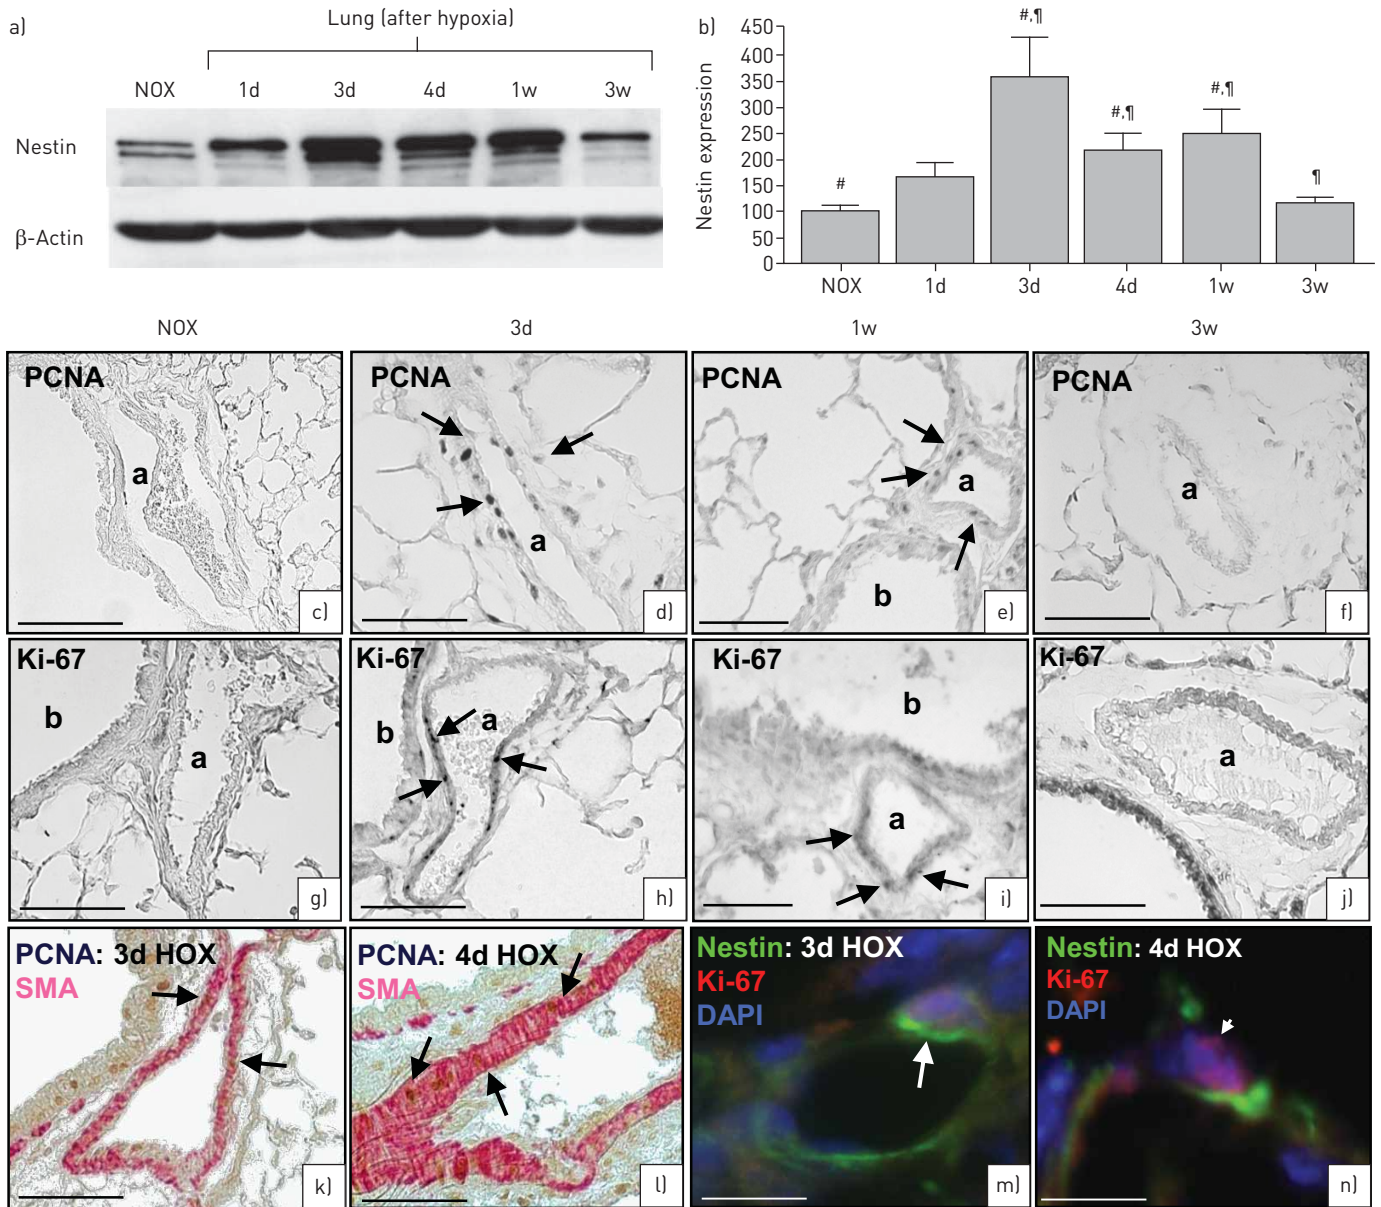 a)
Lung (after hypoxia)
NOX 1d 3d 4d 1w 3w
Nestin
β-Actin
b)
Nestin expression
450
400
350
300
250
200
150
100
50
0
# #,¶ #,¶ #,¶ ¶
NOX 1d 3d 4d 1w 3w
NOX 3d 1w 3w
PCNA
a
c)
PCNA
a
d)
PCNA
a
b
e)
PCNA
a
f)
Ki-67
b
a
g)
Ki-67
b
a
h)
Ki-67
b
a
i)
Ki-67
a
j)
PCNA: 3d HOX
SMA
k)
PCNA: 4d HOX
SMA
l)
Nestin: 3d HOX
Ki-67
DAPI
m)
Nestin: 4d HOX
Ki-67
DAPI
n)